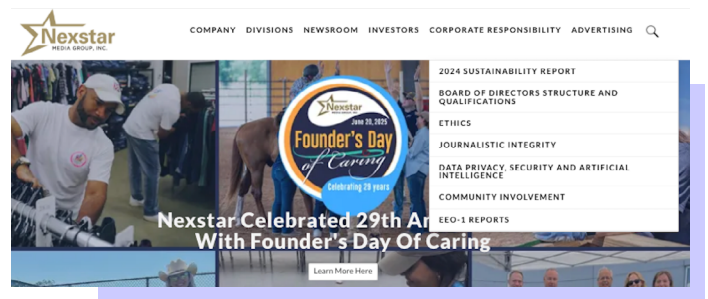 Nexstar
MEDIA GROUP, INC.
COMPANY DIVISIONS NEWSROOM INVESTORS CORPORATE RESPONSIBILITY ADVERTISING
2024 SUSTAINABILITY REPORT
BOARD OF DIRECTORS STRUCTURE AND
QUALIFICATIONS
ETHICS
JOURNALISTIC INTEGRITY
DATA PRIVACY, SECURITY AND ARTIFICIAL
INTELLIGENCE
COMMUNITY INVOLVEMENT
EEO-1 REPORTS
Nexstar
June 20, 2025
Founder's Day
of Caring
Celebrating 29 years
Nexstar Celebrated 29th An
With Founder's Day Of Caring
Learn More Here